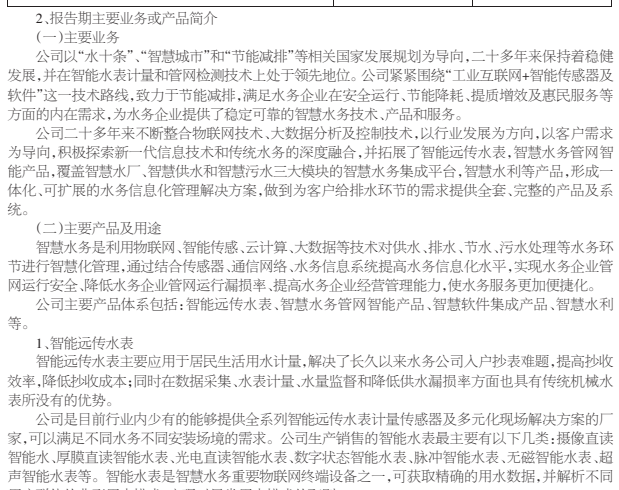 2、报告期主要业务或产品简介
(一)主要业务
公司以“水十条”、“智慧城市”和“节能减排”等相关国家发展规划为导向,二十多年来保持着稳健
发展,并在智能水表计量和管网检测技术上处于领先地位。公司紧紧围绕“工业互联网+智能传感器及
软件”这一技术路线,致力于节能减排,满足水务企业在安全运行、节能降耗、提质增效及惠民服务等
方面的内在需求,为水务企业提供了稳定可靠的智慧水务技术、产品和服务。
公司二十多年来不断整合物联网技术、大数据分析及控制技术,以行业发展为方向,以客户需求
为导向,积极探索新一代信息技术和传统水务的深度融合,并拓展了智能远传水表,智慧水务管网智
能产品,覆盖智慧水厂、智慧供水和智慧污水三大模块的智慧水务集成平台,智慧水利等产品,形成一
体化、可扩展的水务信息化管理解决方案,做到为客户给排水环节的需求提供全套、完整的产品及系
统。
(二)主要产品及用途
智慧水务是利用物联网、智能传感、云计算、大数据等技术对供水、排水、节水、污水处理等水务环
节进行智慧化管理,通过结合传感器、通信网络、水务信息系统提高水务信息化水平,实现水务企业管
网运行安全、降低水务企业管网运行漏损率、提高水务企业经营管理能力,使水务服务更加便捷化。
公司主要产品体系包括:智能远传水表、智慧水务管网智能产品、智慧软件集成产品、智慧水利
等。
1、智能远传水表
智能远传水表主要应用于居民生活用水计量,解决了长久以来水务公司入户抄表难题,提高抄收
效率,降低抄收成本;同时在数据采集、水表计量、水量监督和降低供水漏损率方面也具有传统机械水
表所没有的优势。
公司是目前行业内少有的能够提供全系列智能远传水表计量传感器及多元化现场解决方案的厂
家,可以满足不同水务不同安装场境的需求。公司生产销售的智能水表最主要有以下几类:摄像直读
智能水、厚膜直读智能水表、光电直读智能水表、数字状态智能水表、脉冲智能水表、无磁智能水表、超
声智能水表等。智能水表是智慧水务重要物联网终端设备之一,可获取精确的用水数据,并解析不同